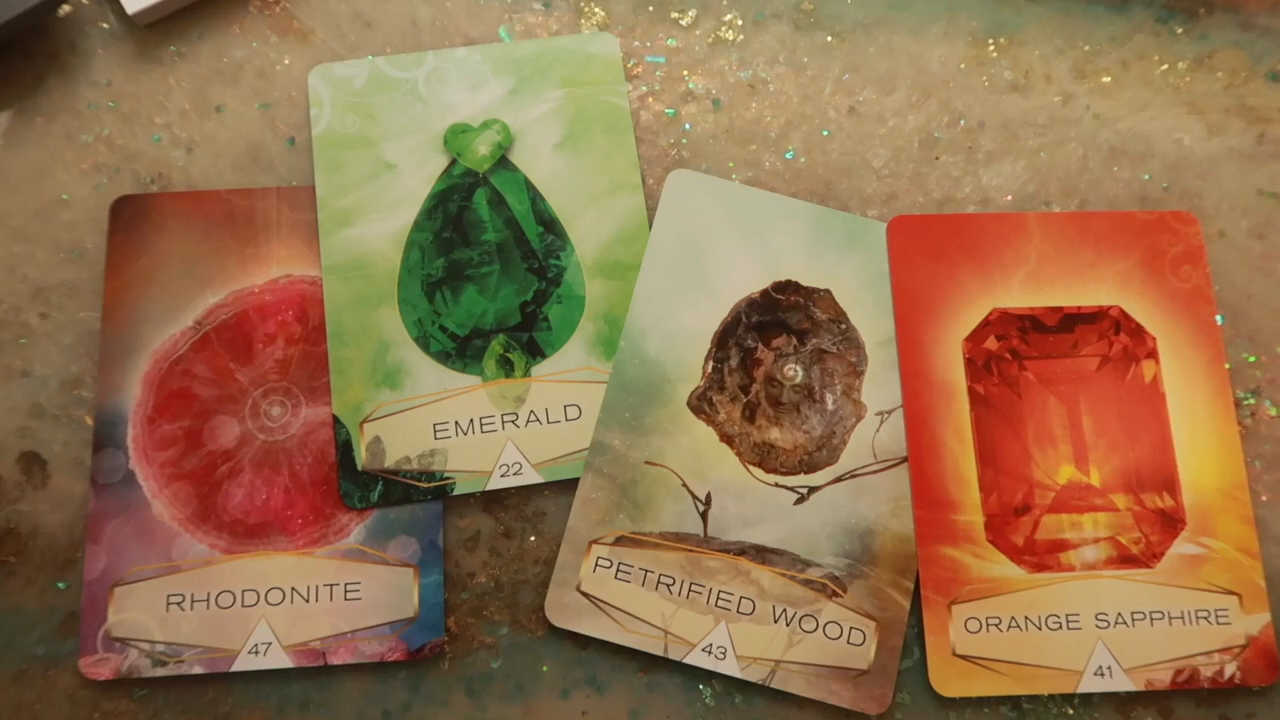 RHODONITE
47
EMERALD
22
PETRIFIED WOOD
43
ORANGE SAPPHIRE
41